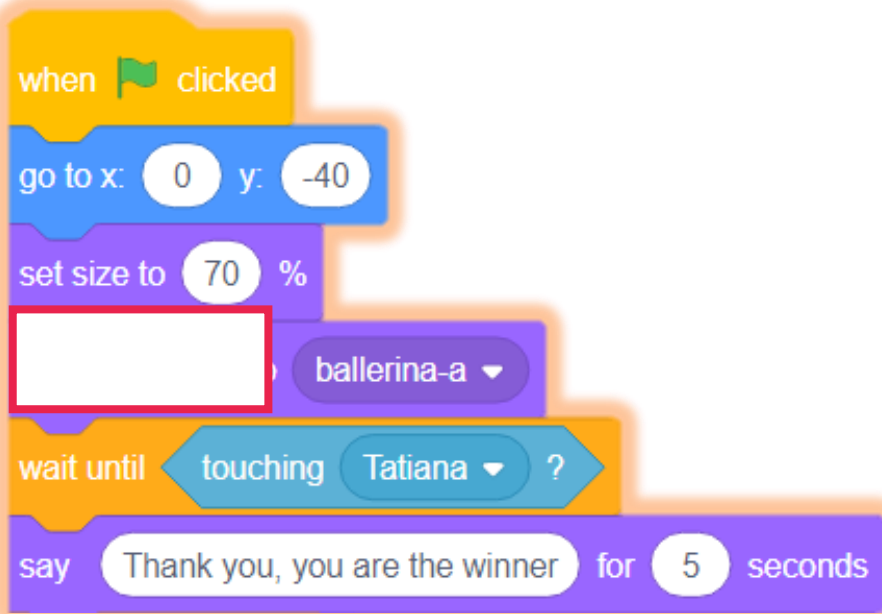 when clicked
go to x: 0 y: -40
set size to 70 %
ballerina-a
wait until touching Tatiana ?
say Thank you, you are the winner for 5 seconds